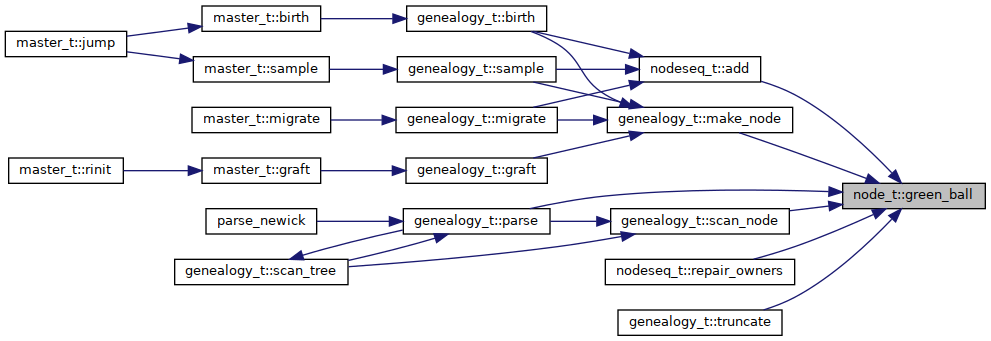 master_t::birth
genealogy_t::birth
master_t::jump
master_t::sample
genealogy_t::sample
nodeseq_t::add
master_t::migrate
genealogy_t::migrate
genealogy_t::make_node
master_t::rinit
master_t::graft
genealogy_t::graft
node_t::green_ball
parse_newick
genealogy_t::parse
genealogy_t::scan_node
genealogy_t::scan_tree
nodeseq_t::repair_owners
genealogy_t::truncate